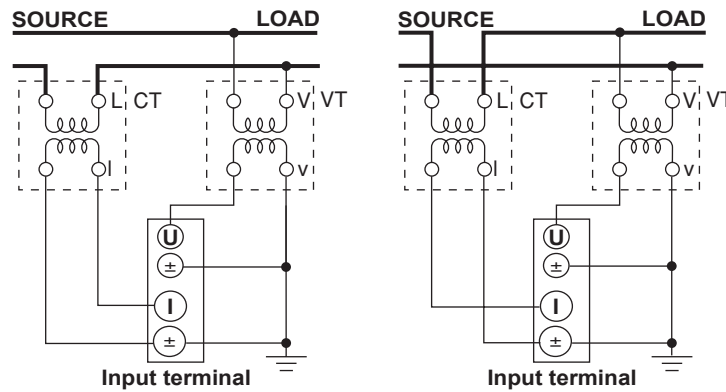 SOURCE LOAD
L CT V VT
l v
U
±
I
±
Input terminal
SOURCE LOAD
L CT V VT
l v
U
±
I
±
Input terminal